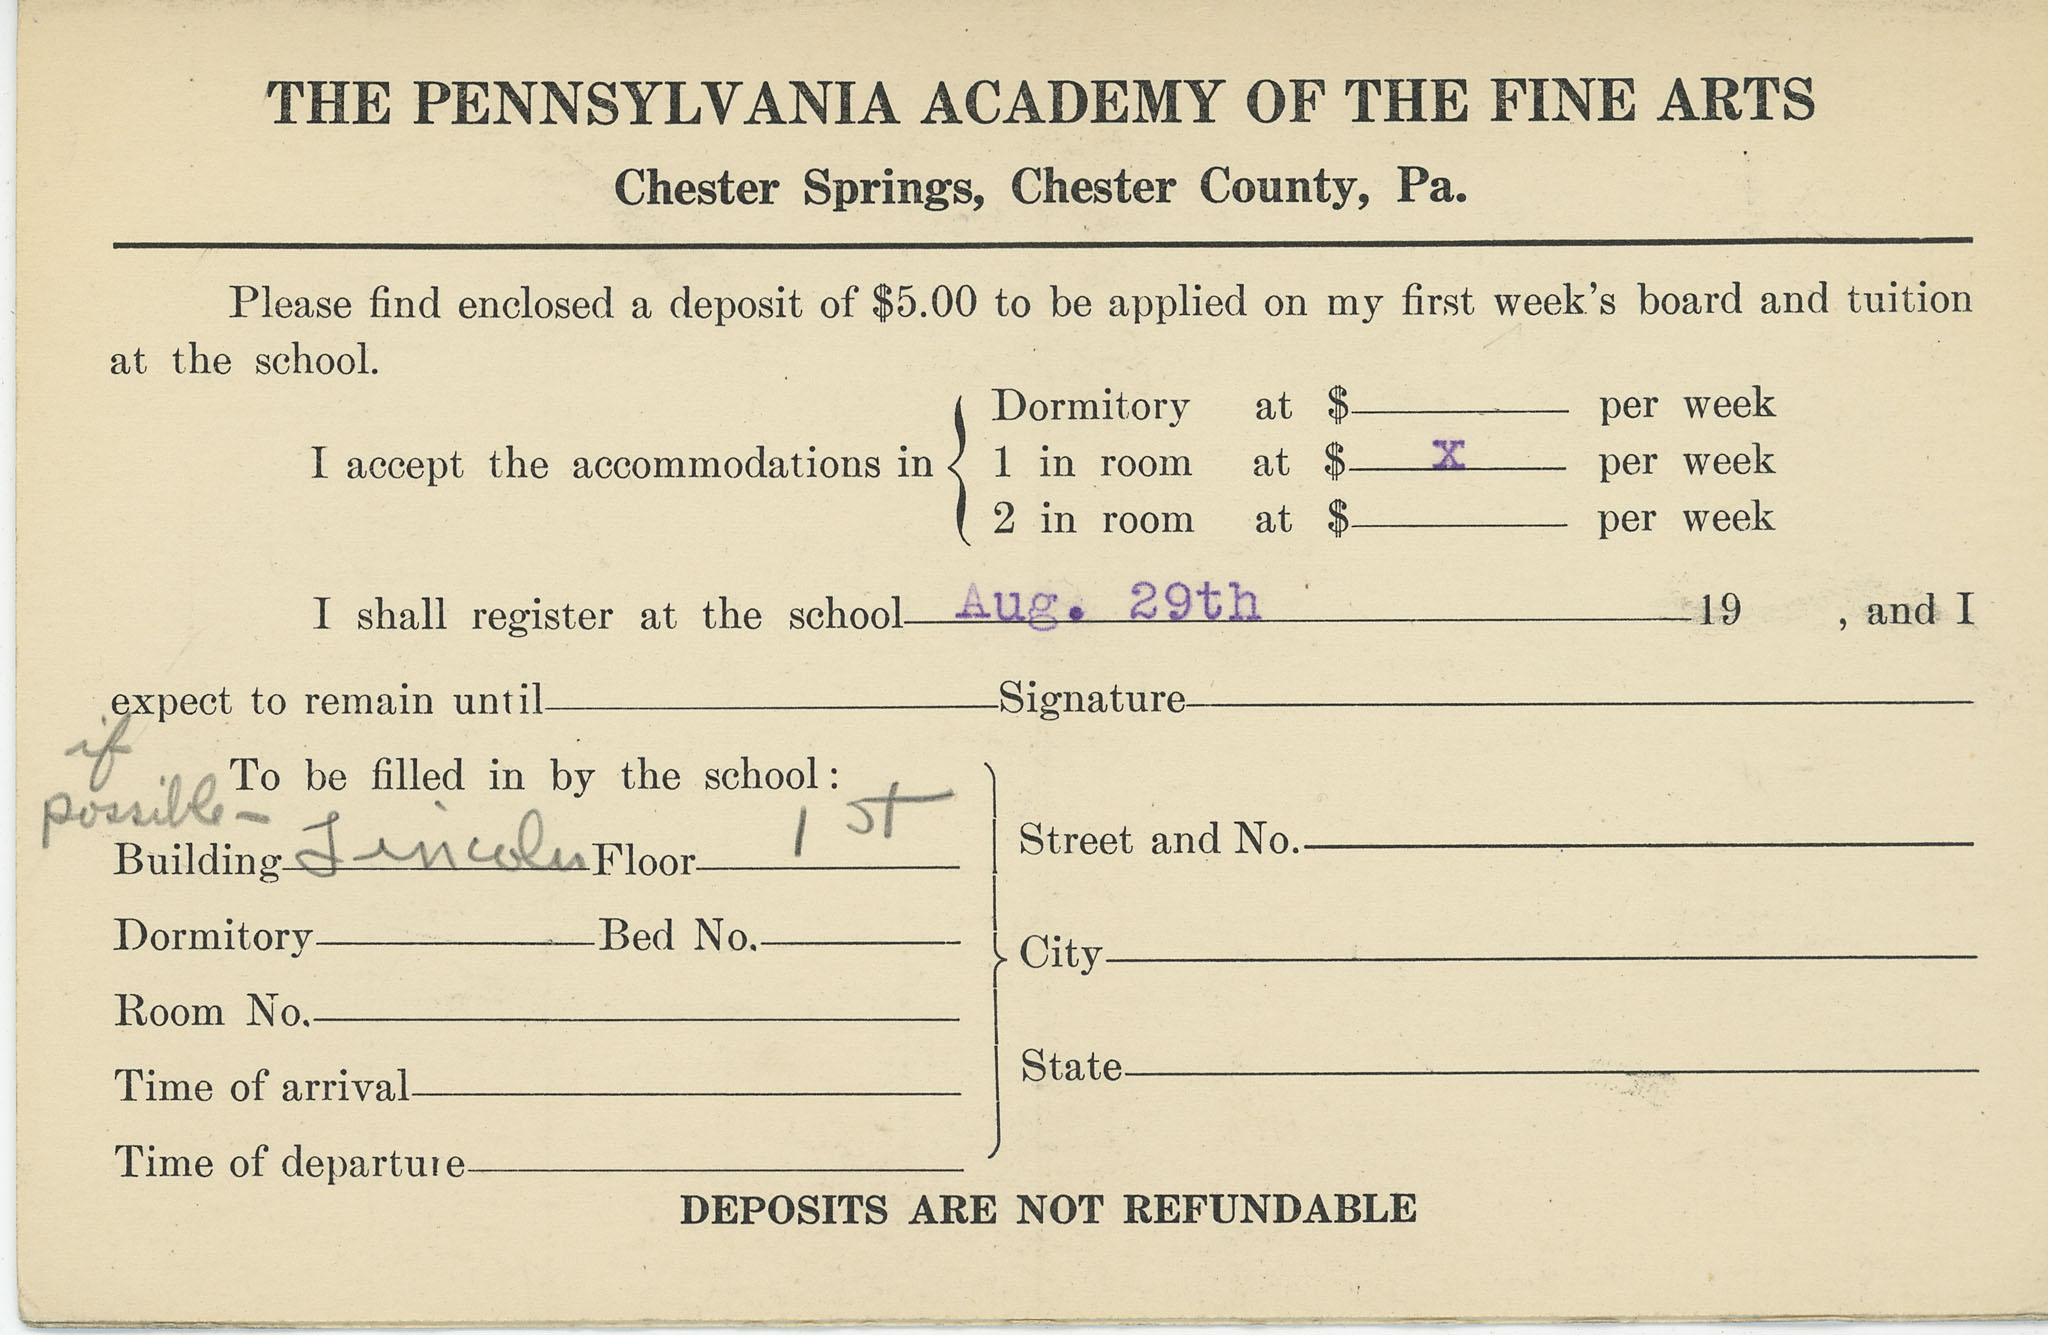 THE PENNSYLVANIA ACADEMY OF THE FINE ARTS
Chester Springs, Chester County, Pa.
Please find enclosed a deposit of $5.00 to be applied on my first week's board and tuition
at the school.
Dormitory at $ per week
I accept the accommodations in 1 in room at $ x per week
2 in room at $ per week
I shall register at the school Aug. 29th 19 , and I
expect to remain until Signature
if
possible-
To be filled in by the school:
Building Lincoln Floor 1 st
Street and No.
Dormitory Bed No.
City
Room No.
State
Time of arrival
Time of departure
DEPOSITS ARE NOT REFUNDABLE